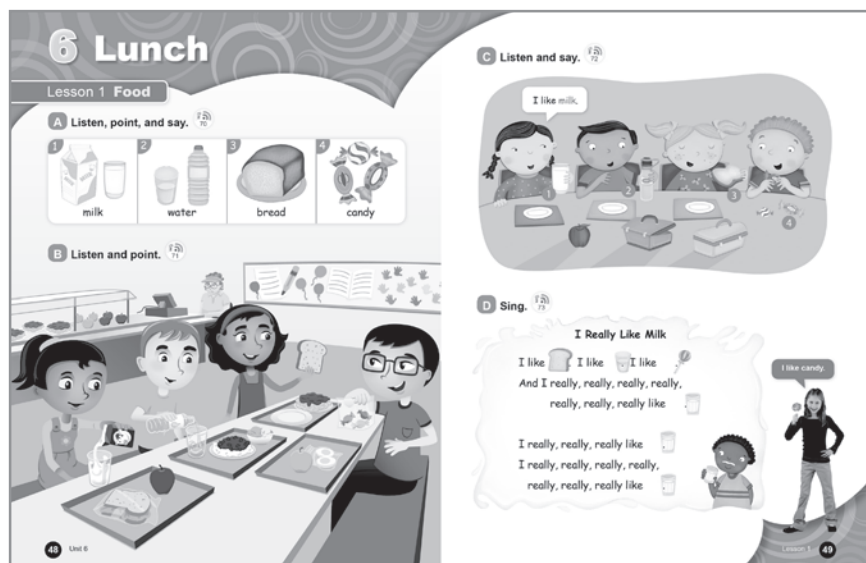 6 Lunch
Lesson 1 Food
A Listen, point, and say. 70
1
2
3
4
milk
water
bread
candy
B Listen and point. 71
48 Unit 6
C Listen and say. 72
I like milk.
1
2
3
4
D Sing. 73
I Really Like Milk
I like I like I like
And I really, really, really, really,
really, really, really like
I really, really, really like
I really, really, really, really,
really, really, really like
I like candy.
Lesson 1 49